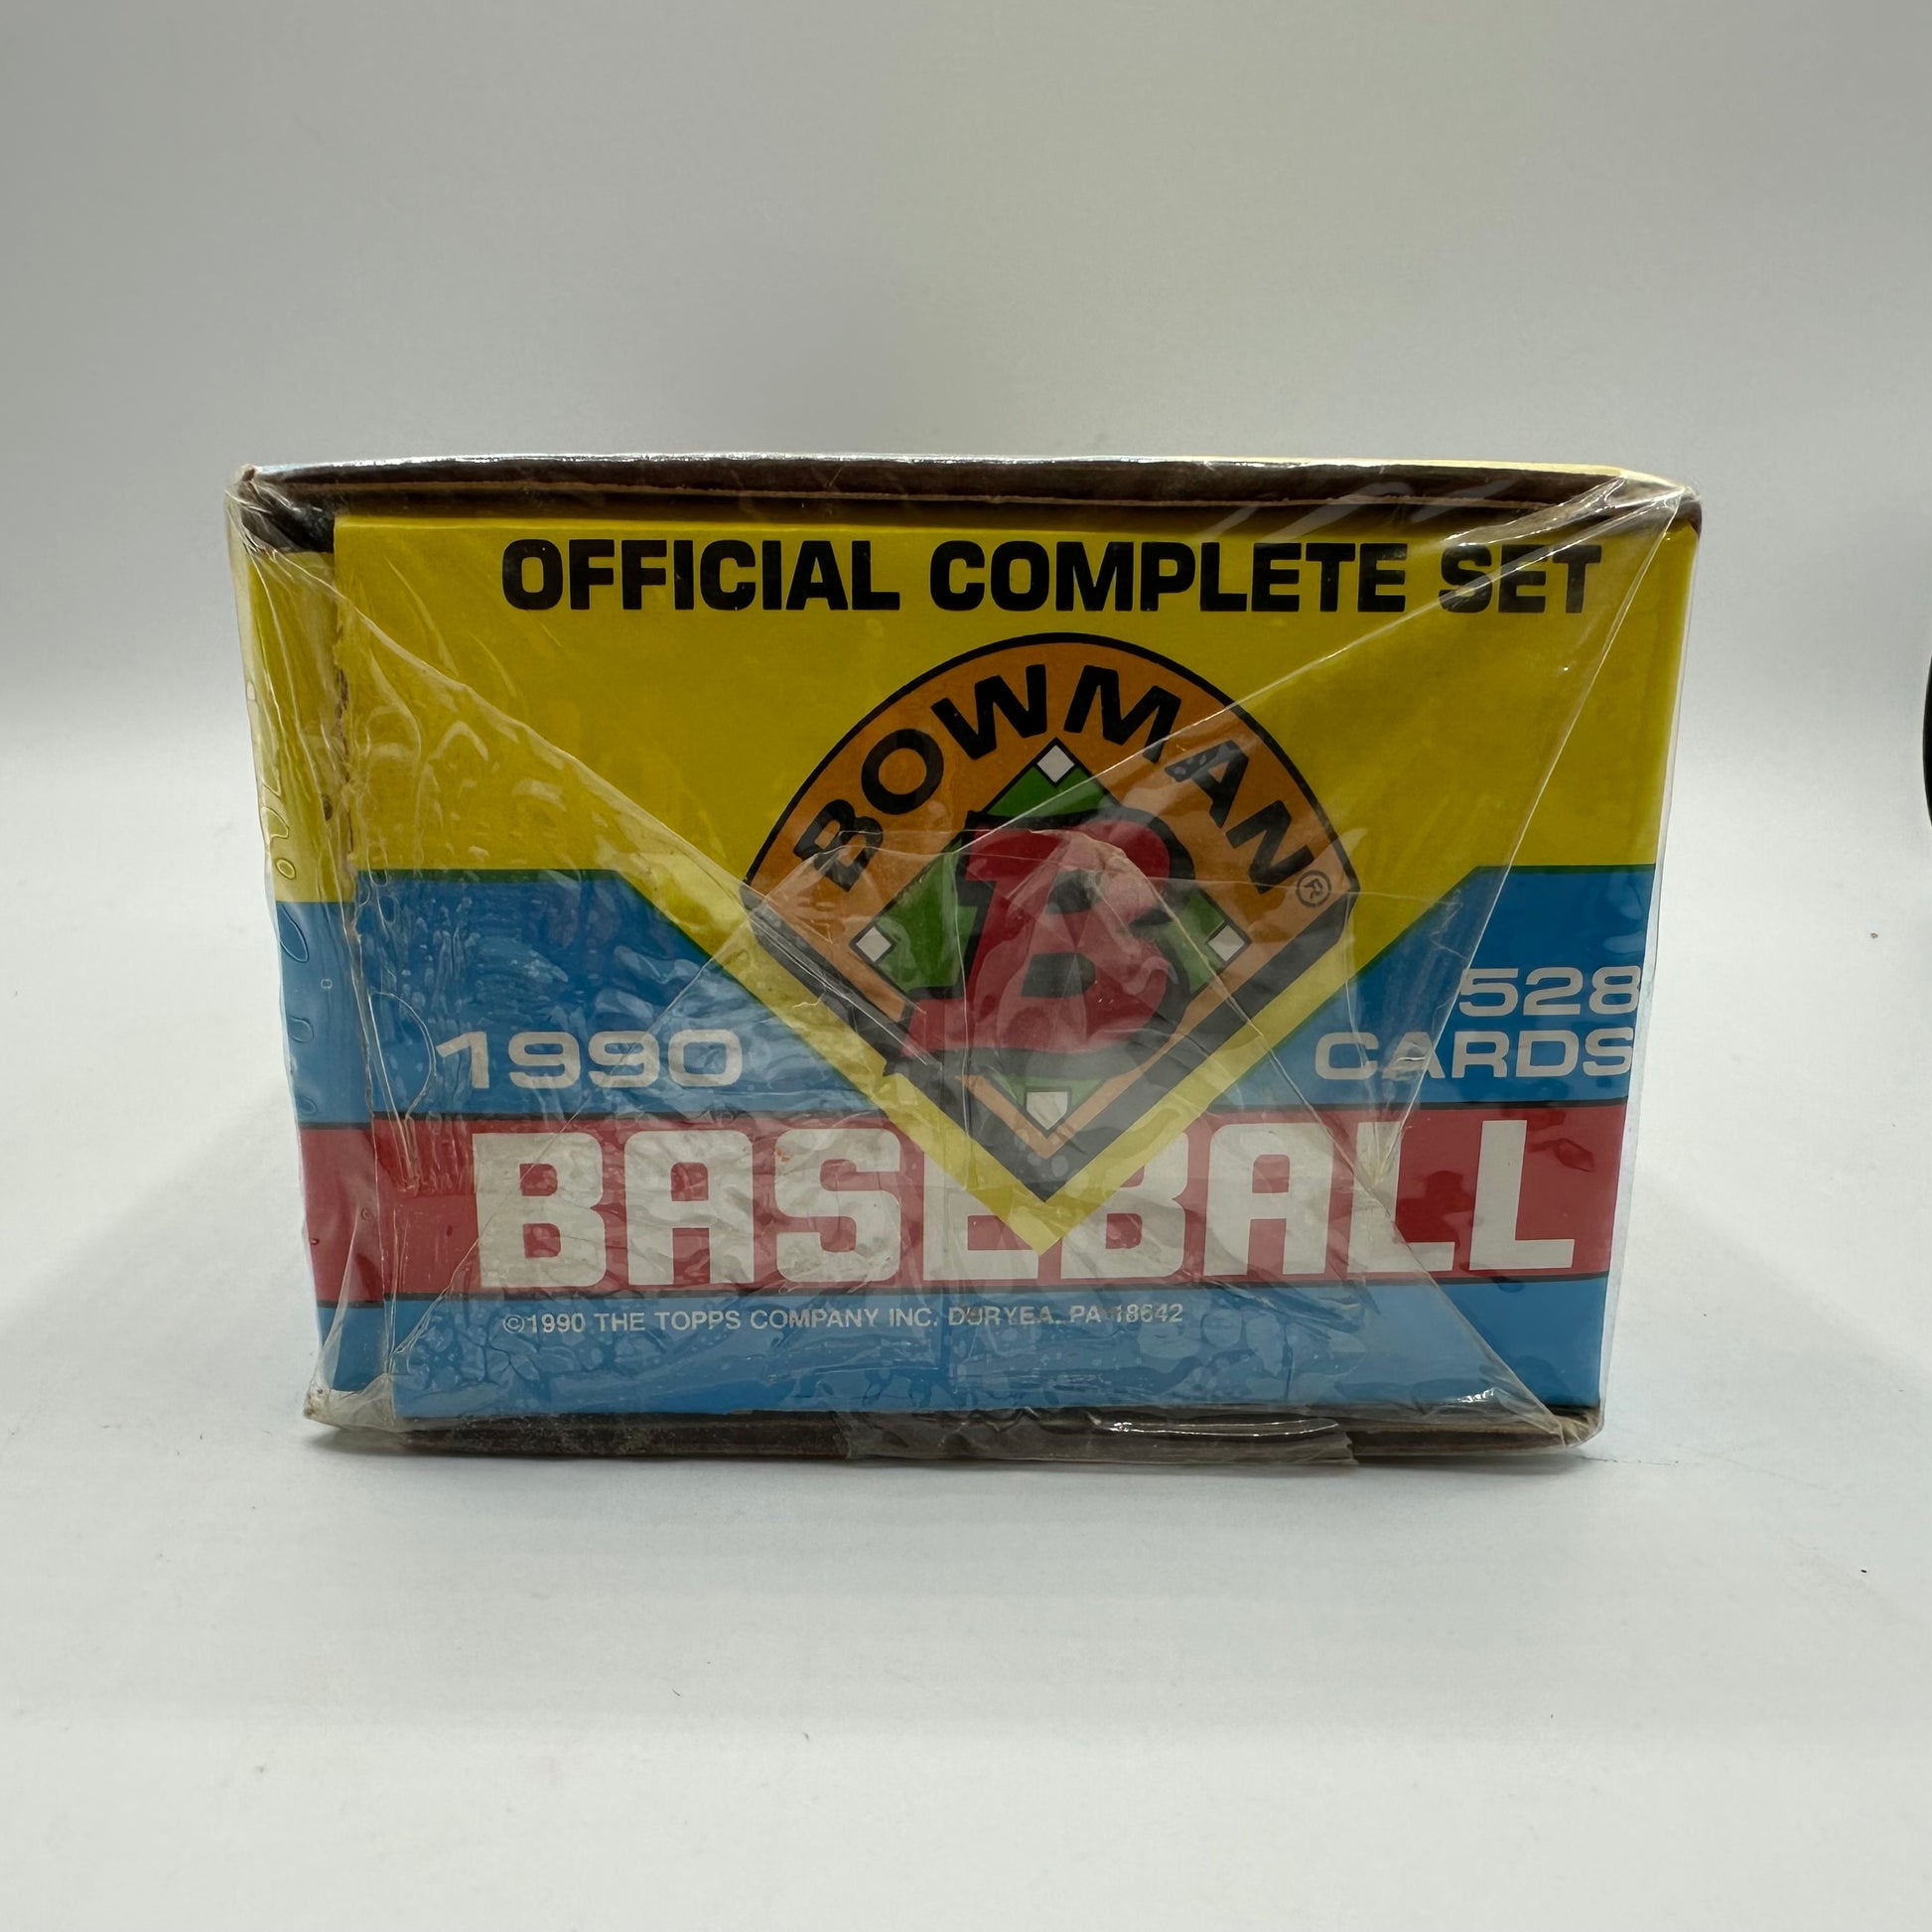 OFFICIAL COMPLETE SET
BOWMAN®
B
1990
528
CARDS
BASEBALL
©1990 THE TOPPS COMPANY INC. DURYEA, PA 18642